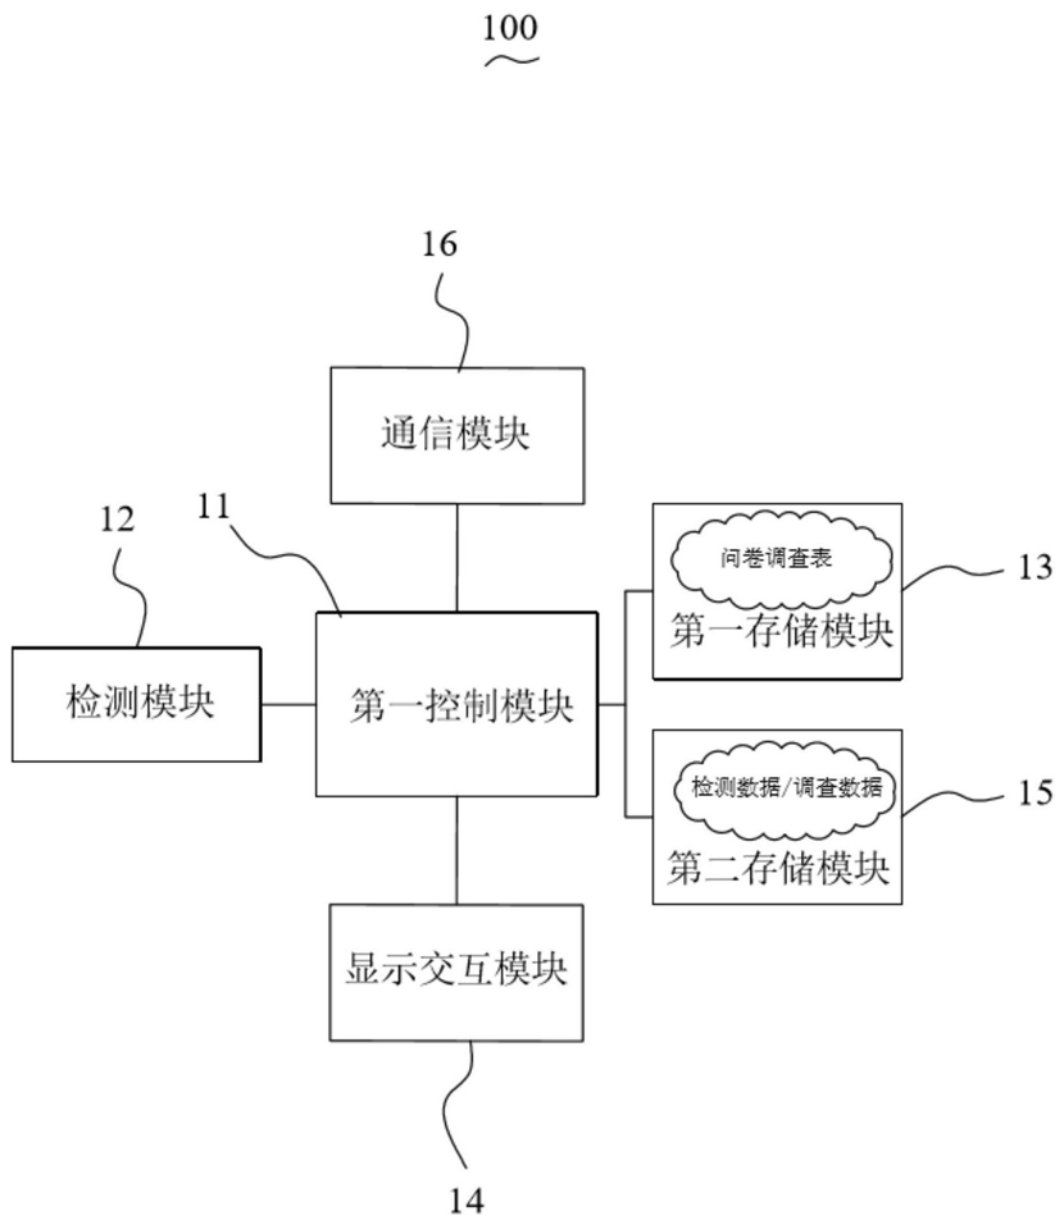 100
16
通信模块
12
11
问卷调查表
13
第一存储模块
检测模块
第一控制模块
检测数据/调查数据
15
第二存储模块
显示交互模块
14